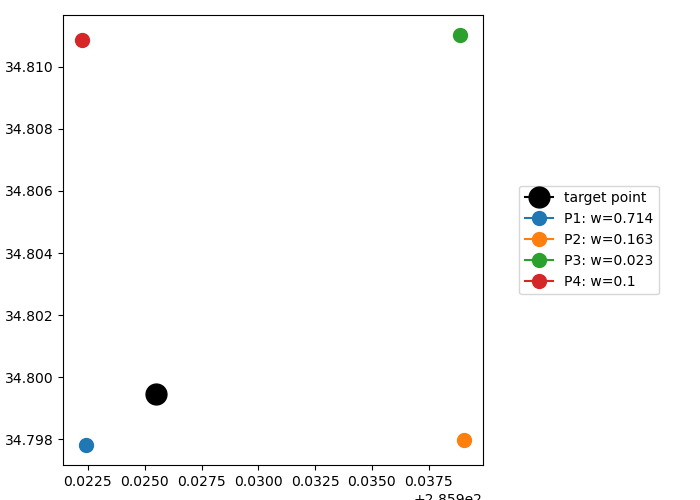 34.810
34.808
34.806
34.804
34.802
34.800
34.798
0.0225 0.0250 0.0275 0.0300 0.0325 0.0350 0.0375
+2.859e2
target point
P1: w=0.714
P2: w=0.163
P3: w=0.023
P4: w=0.1